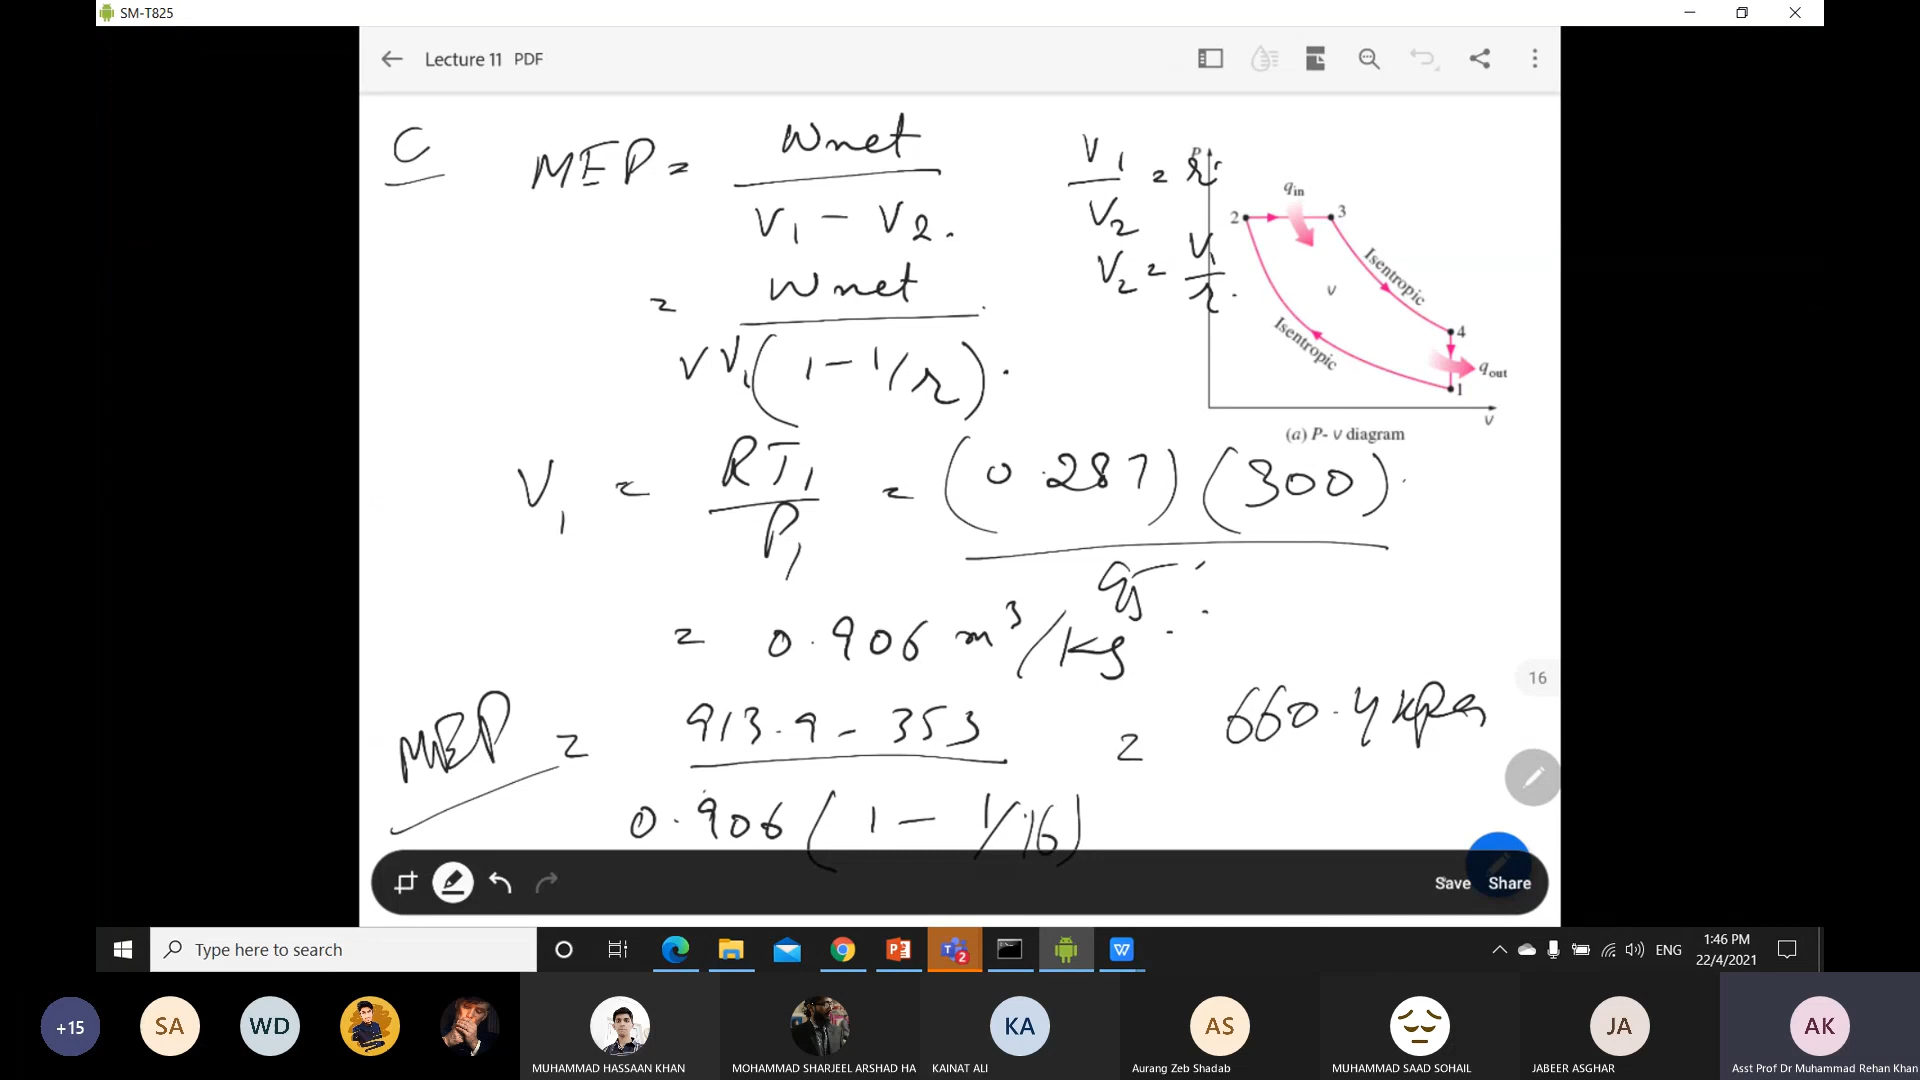 SM-T825
Lecture 11 PDF
C
MEP = Wnet / V1 - V2.
V1 / V2 = r
V2 = V1 / r.
= Wnet / V V1 (1 - 1/r).
P
qin
2
3
Isentropic
v
4
Isentropic
qout
1
v
(a) P-v diagram
V1 = RT1 / P1 = (0.287)(300) / 95
= 0.906 m³/kg
16
MEP = 913.9 - 353 / 0.906 (1 - 1/16) = 660.4 kPa
Save Share
Type here to search
2
ENG
1:46 PM
22/4/2021
+15
SA
WD
KA
AS
JA
AK
MUHAMMAD HASSAAN KHAN
MOHAMMAD SHARJEEL ARSHAD HA
KAINAT ALI
Aurang Zeb Shadab
MUHAMMAD SAAD SOHAIL
JABEER ASGHAR
Asst Prof Dr Muhammad Rehan Khan